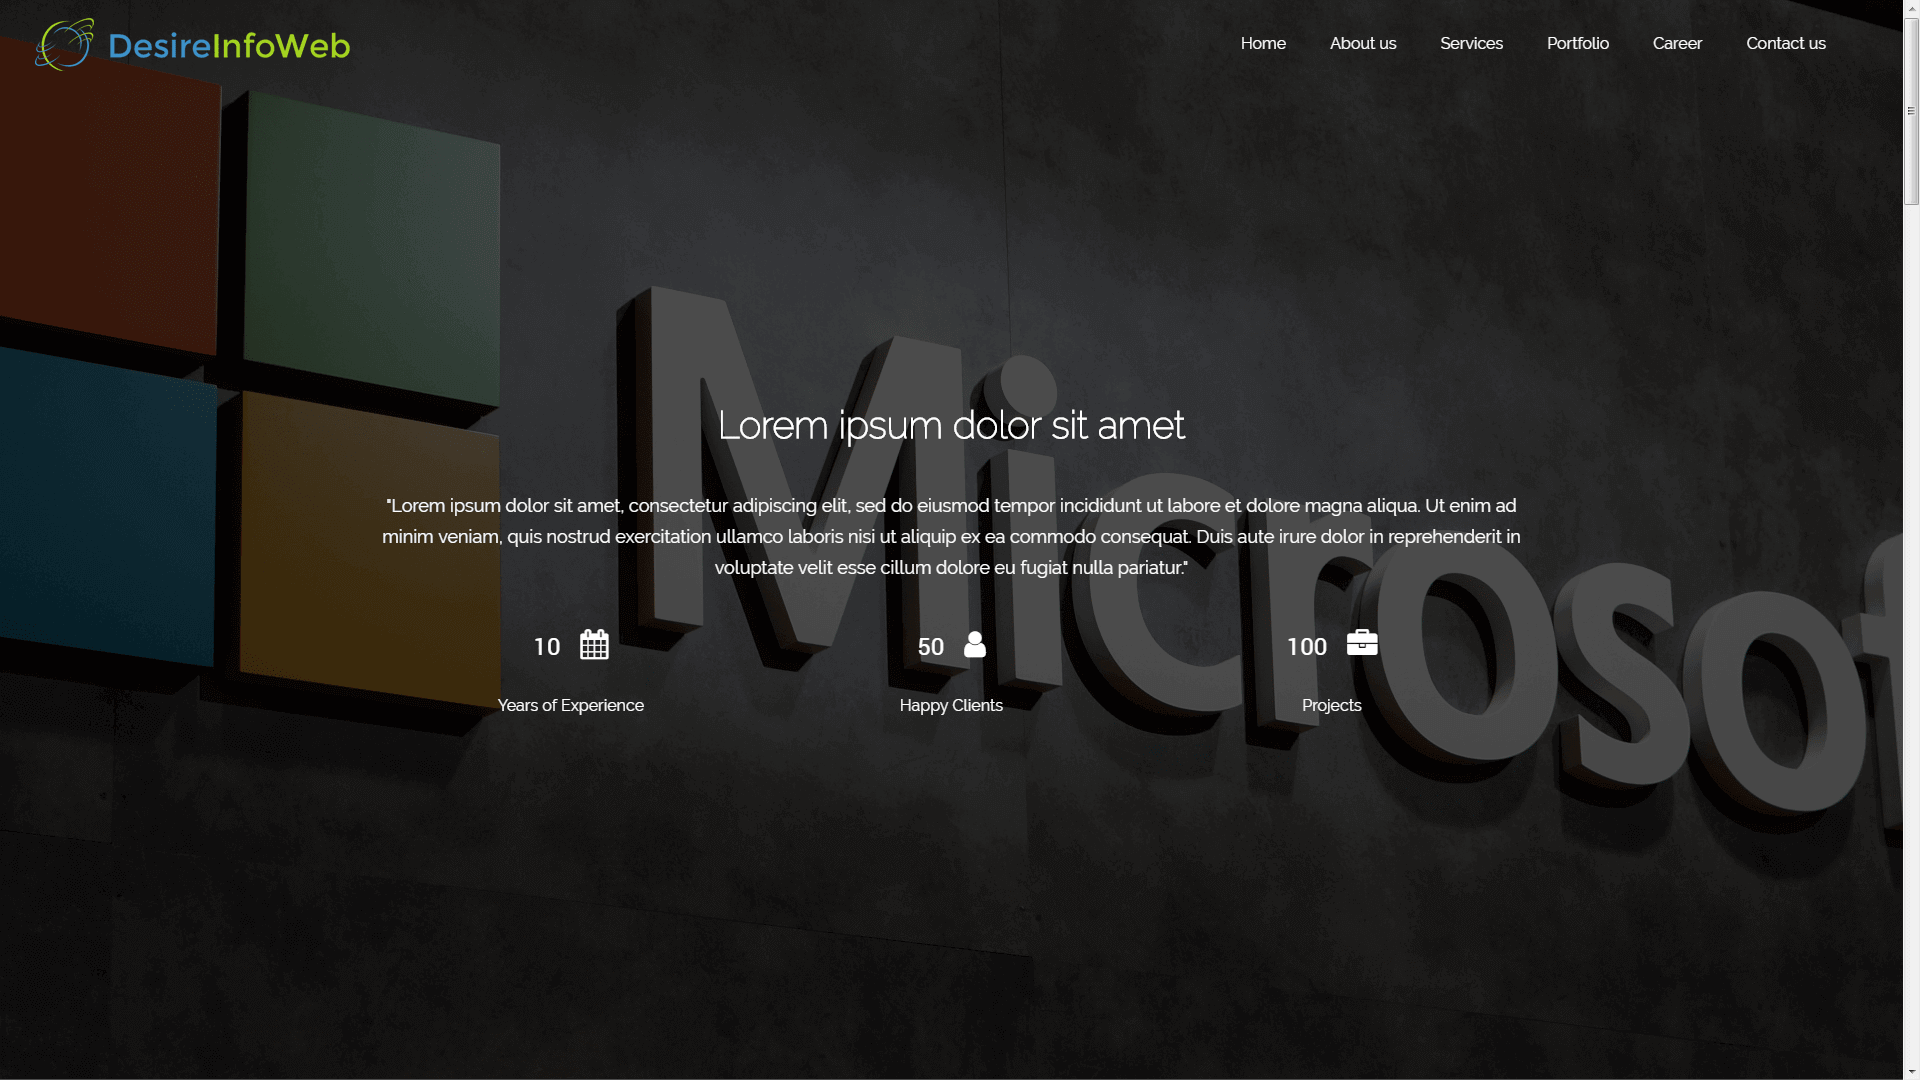 DesireInfoWeb
Home
About us
Services
Portfolio
Career
Contact us
Microsof
Lorem ipsum dolor sit amet
"Lorem ipsum dolor sit amet, consectetur adipiscing elit, sed do eiusmod tempor incididunt ut labore et dolore magna aliqua. Ut enim ad
minim veniam, quis nostrud exercitation ullamco laboris nisi ut aliquip ex ea commodo consequat. Duis aute irure dolor in reprehenderit in
voluptate velit esse cillum dolore eu fugiat nulla pariatur."
10
Years of Experience
50
Happy Clients
100
Projects